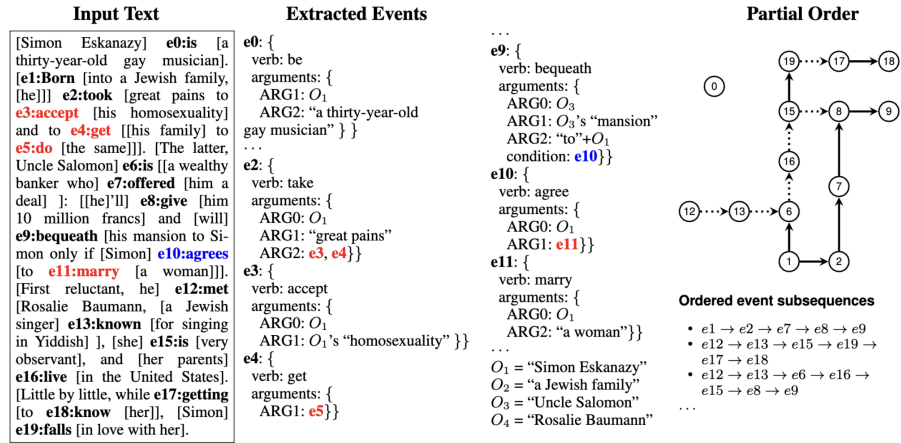 Input Text
[Simon Eskanazy] e0:is [a
thirty-year-old gay musician].
[e1:Born [into a Jewish family,
[he]]] e2:took [great pains to
e3:accept [his homosexuality]
and to e4:get [[his family] to
e5:do [the same]]]. [The latter,
Uncle Salomon] e6:is [[a wealthy
banker who] e7:offered [him a
deal] ]: [[he]'ll] e8:give [him
10 million francs] and [will]
e9:bequeath [his mansion to Si-
mon only if [Simon] e10:agrees
[to e11:marry [a woman]]].
[First reluctant, he] e12:met
[Rosalie Baumann, [a Jewish
singer] e13:known [for singing
in Yiddish] ], [she] e15:is [very
observant], and [her parents]
e16:live [in the United States].
[Little by little, while e17:getting
[to e18:know [her]], [Simon]
e19:falls [in love with her].
Extracted Events
e0: {
verb: be
arguments: {
ARG1: O1
ARG2: “a thirty-year-old
gay musician” } }
...
e2: {
verb: take
arguments: {
ARG0: O1
ARG1: “great pains”
ARG2: e3, e4}}
e3: {
verb: accept
arguments: {
ARG0: O1
ARG1: O1's “homosexuality” }}
e4: {
verb: get
arguments: {
ARG1: e5}}
...
e9: {
verb: bequeath
arguments: {
ARG0: O3
ARG1: O3's “mansion”
ARG2: “to”+O1
condition: e10}}
e10: {
verb: agree
arguments: {
ARG0: O1
ARG1: e11}}
e11: {
verb: marry
arguments: {
ARG0: O1
ARG2: “a woman”}}
...
O1 = “Simon Eskanazy”
O2 = “a Jewish family”
O3 = “Uncle Salomon”
O4 = “Rosalie Baumann”
Partial Order
19 17 18
0
15 8 9
16
7
12 13 6
1 2
Ordered event subsequences
• e1 → e2 → e7 → e8 → e9
• e12 → e13 → e15 → e19 →
e17 → e18
• e12 → e13 → e6 → e16 →
e15 → e8 → e9
...